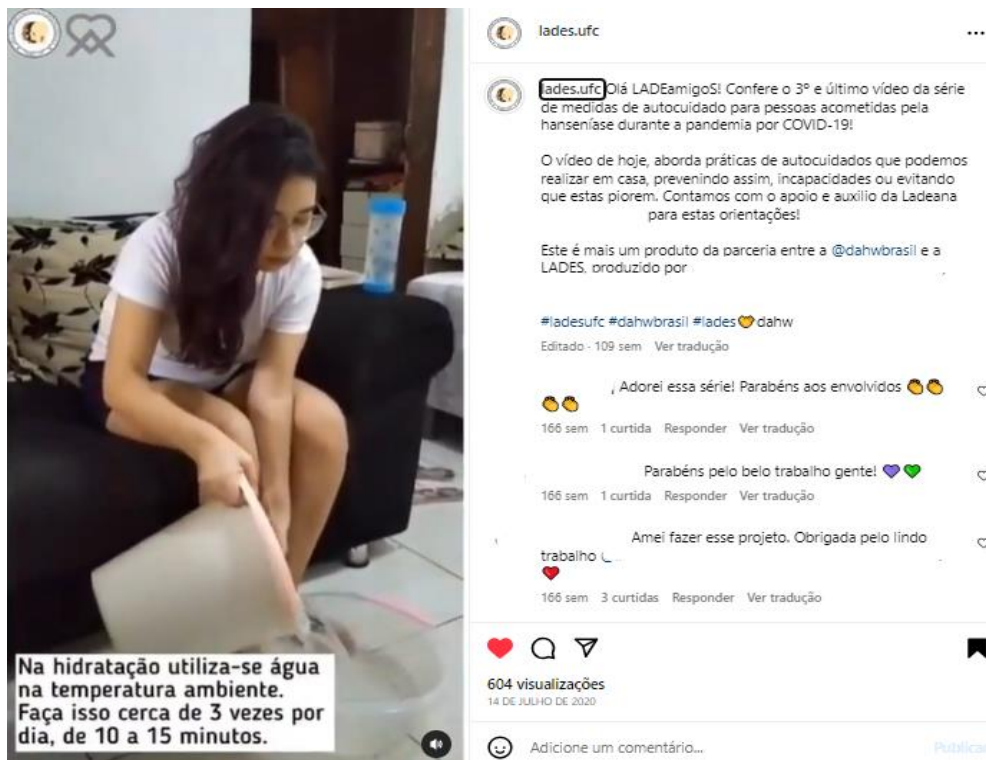 lades.ufc
lades.ufc Olá LADEamigoS! Confere o 3º e último vídeo da série
de medidas de autocuidado para pessoas acometidas pela
hanseníase durante a pandemia por COVID-19!
O vídeo de hoje, aborda práticas de autocuidados que podemos
realizar em casa, prevenindo assim, incapacidades ou evitando
que estas piorem. Contamos com o apoio e auxilio da Ladeana
para estas orientações!
Este é mais um produto da parceria entre a @dahwbrasil e a
LADES, produzido por
#ladesufc #dahwbrasil #lades🤝dahw
Editado · 109 sem Ver tradução
, Adorei essa série! Parabéns aos envolvidos 👏👏
👏👏
166 sem 1 curtida Responder Ver tradução
Parabéns pelo belo trabalho gente! 💜💚
166 sem 1 curtida Responder Ver tradução
Amei fazer esse projeto. Obrigada pelo lindo
trabalho
❤️
166 sem 3 curtidas Responder Ver tradução
604 visualizações
14 DE JULHO DE 2020
Adicione um comentário... Publicar
Na hidratação utiliza-se água
na temperatura ambiente.
Faça isso cerca de 3 vezes por
dia, de 10 a 15 minutos.